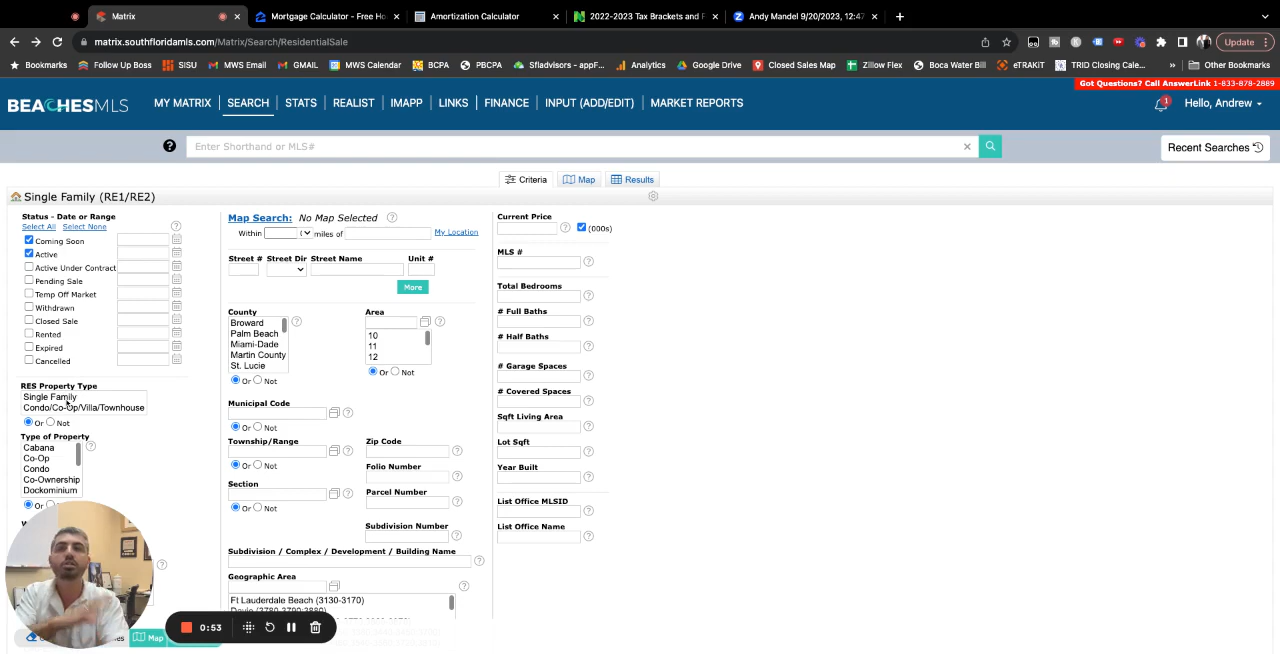 Matrix
Mortgage Calculator - Free Ho
Amortization Calculator
2022-2023 Tax Brackets and F
Andy Mandel 9/20/2023, 12:47
matrix.southfloridamls.com/Matrix/Search/ResidentialSale
Update
Bookmarks
Follow Up Boss
SISU
MWS Email
GMAIL
MWS Calendar
BCPA
PBCPA
Sfladvisors - appF...
Analytics
Google Drive
Closed Sales Map
Zillow Flex
Boca Water Bill
eTRAKiT
TRID Closing Cale...
»
Other Bookmarks
Got Questions? Call AnswerLink 1-833-878-2889
BEACHESMLS
MY MATRIX
SEARCH
STATS
REALIST
IMAPP
LINKS
FINANCE
INPUT (ADD/EDIT)
MARKET REPORTS
1
Hello, Andrew
Enter Shorthand or MLS#
Recent Searches
Criteria
Map
Results
Single Family (RE1/RE2)
Status - Date or Range
Select All Select None
Coming Soon
Active
Active Under Contract
Pending Sale
Temp Off Market
Withdrawn
Closed Sale
Rented
Expired
Cancelled
RES Property Type
Single Family
Condo/Co-Op/Villa/Townhouse
Or Not
Type of Property
Cabana
Co-Op
Condo
Co-Ownership
Dockominium
Or
Map Search: No Map Selected
Within
miles of
My Location
Street # Street Dir Street Name Unit #
More
County
Broward
Palm Beach
Miami-Dade
Martin County
St. Lucie
Or Not
Area
10
11
12
Or Not
Municipal Code
Or Not
Township/Range
Or Not
Zip Code
Folio Number
Section
Or Not
Parcel Number
Subdivision Number
Subdivision / Complex / Development / Building Name
Geographic Area
Ft Lauderdale Beach (3130-3170)
Davie (3780-3790;3880)
Current Price
(000s)
MLS #
Total Bedrooms
# Full Baths
# Half Baths
# Garage Spaces
# Covered Spaces
Sqft Living Area
Lot Sqft
Year Built
List Office MLSID
List Office Name
0:53
Map